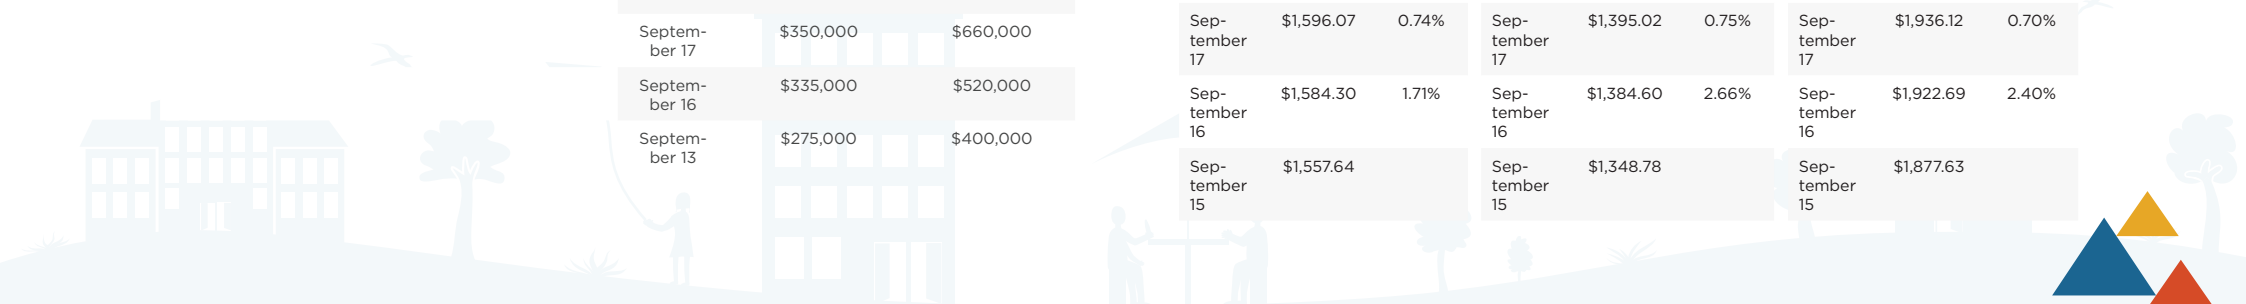 Septem-
ber 17
$350,000 $660,000
Septem-
ber 16
$335,000 $520,000
Septem-
ber 13
$275,000 $400,000
Sep-
tember
17
$1,596.07 0.74%
Sep-
tember
16
$1,584.30 1.71%
Sep-
tember
15
$1,557.64
Sep-
tember
17
$1,395.02 0.75%
Sep-
tember
16
$1,384.60 2.66%
Sep-
tember
15
$1,348.78
Sep-
tember
17
$1,936.12 0.70%
Sep-
tember
16
$1,922.69 2.40%
Sep-
tember
15
$1,877.63